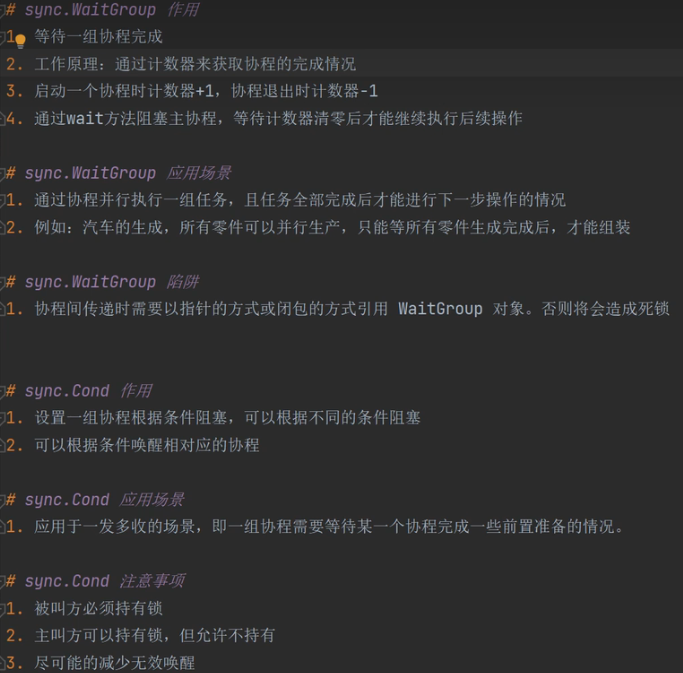 # sync.WaitGroup 作用
1. 等待一组协程完成
2. 工作原理：通过计数器来获取协程的完成情况
3. 启动一个协程时计数器+1，协程退出时计数器-1
4. 通过wait方法阻塞主协程，等待计数器清零后才能继续执行后续操作
# sync.WaitGroup 应用场景
1. 通过协程并行执行一组任务，且任务全部完成后才能进行下一步操作的情况
2. 例如：汽车的生成，所有零件可以并行生产，只能等所有零件生成完成后，才能组装
# sync.WaitGroup 陷阱
1. 协程间传递时需要以指针的方式或闭包的方式引用 WaitGroup 对象。否则将会造成死锁
# sync.Cond 作用
1. 设置一组协程根据条件阻塞，可以根据不同的条件阻塞
2. 可以根据条件唤醒相对应的协程
# sync.Cond 应用场景
1. 应用于一发多收的场景，即一组协程需要等待某一个协程完成一些前置准备的情况。
# sync.Cond 注意事项
1. 被叫方必须持有锁
2. 主叫方可以持有锁，但允许不持有
3. 尽可能的减少无效唤醒